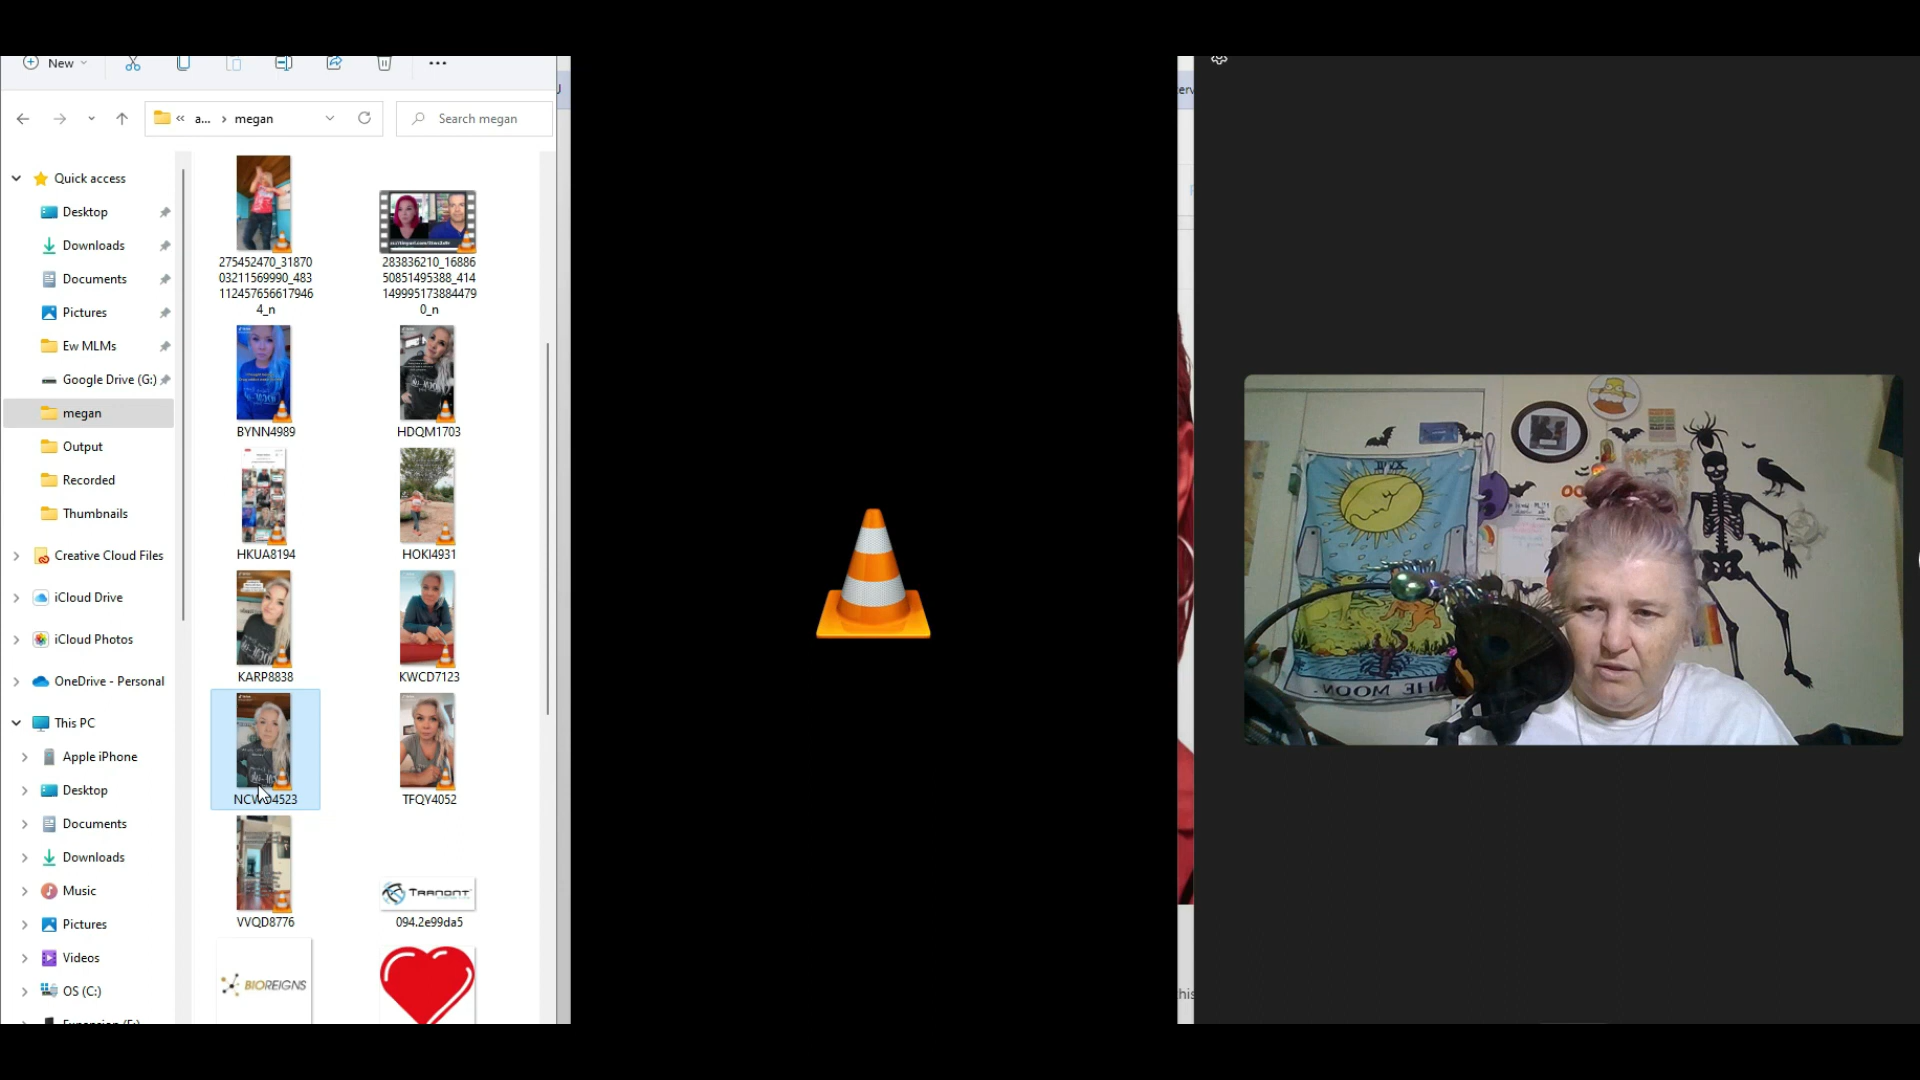 New
a...
megan
Search megan
Quick access
Desktop
Downloads
Documents
Pictures
Ew MLMs
Google Drive (G:)
megan
Output
Recorded
Thumbnails
Creative Cloud Files
iCloud Drive
iCloud Photos
OneDrive - Personal
This PC
Apple iPhone
Desktop
Documents
Downloads
Music
Pictures
Videos
OS (C:)
275452470_31870
03211569990_483
112457656617946
4_n
283836210_16886
50851495388_414
149995173884479
0_n
BYNN4989
HDQM1703
HKUA8194
HOKI4931
KARP8838
KWCD7123
TFQY4052
VVQD8776
TRANONT
094.2e99da5
BIOREIGNS
THE MOON.